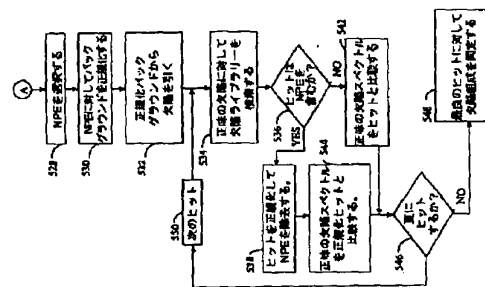 A
528
NPEを選択する
530
NPEに対してバック
グラウンドを正規化する
532
正規化バック
グラウンドから
欠陥を引く
534
正味の欠陥に対して
欠陥ライブラリーを
検索する
536
ヒットは
NPEを
含むか?
YES
NO
538
ヒットを正規化して
NPEを除去する。
542
正味の欠陥スペクトル
をヒットと比較する
544
正味の欠陥スペクトル
を正規化ヒットと
比較する。
546
更に
ヒット
するか?
NO
550
次のヒット
548
最良のヒットに対して
欠陥組成を同定する